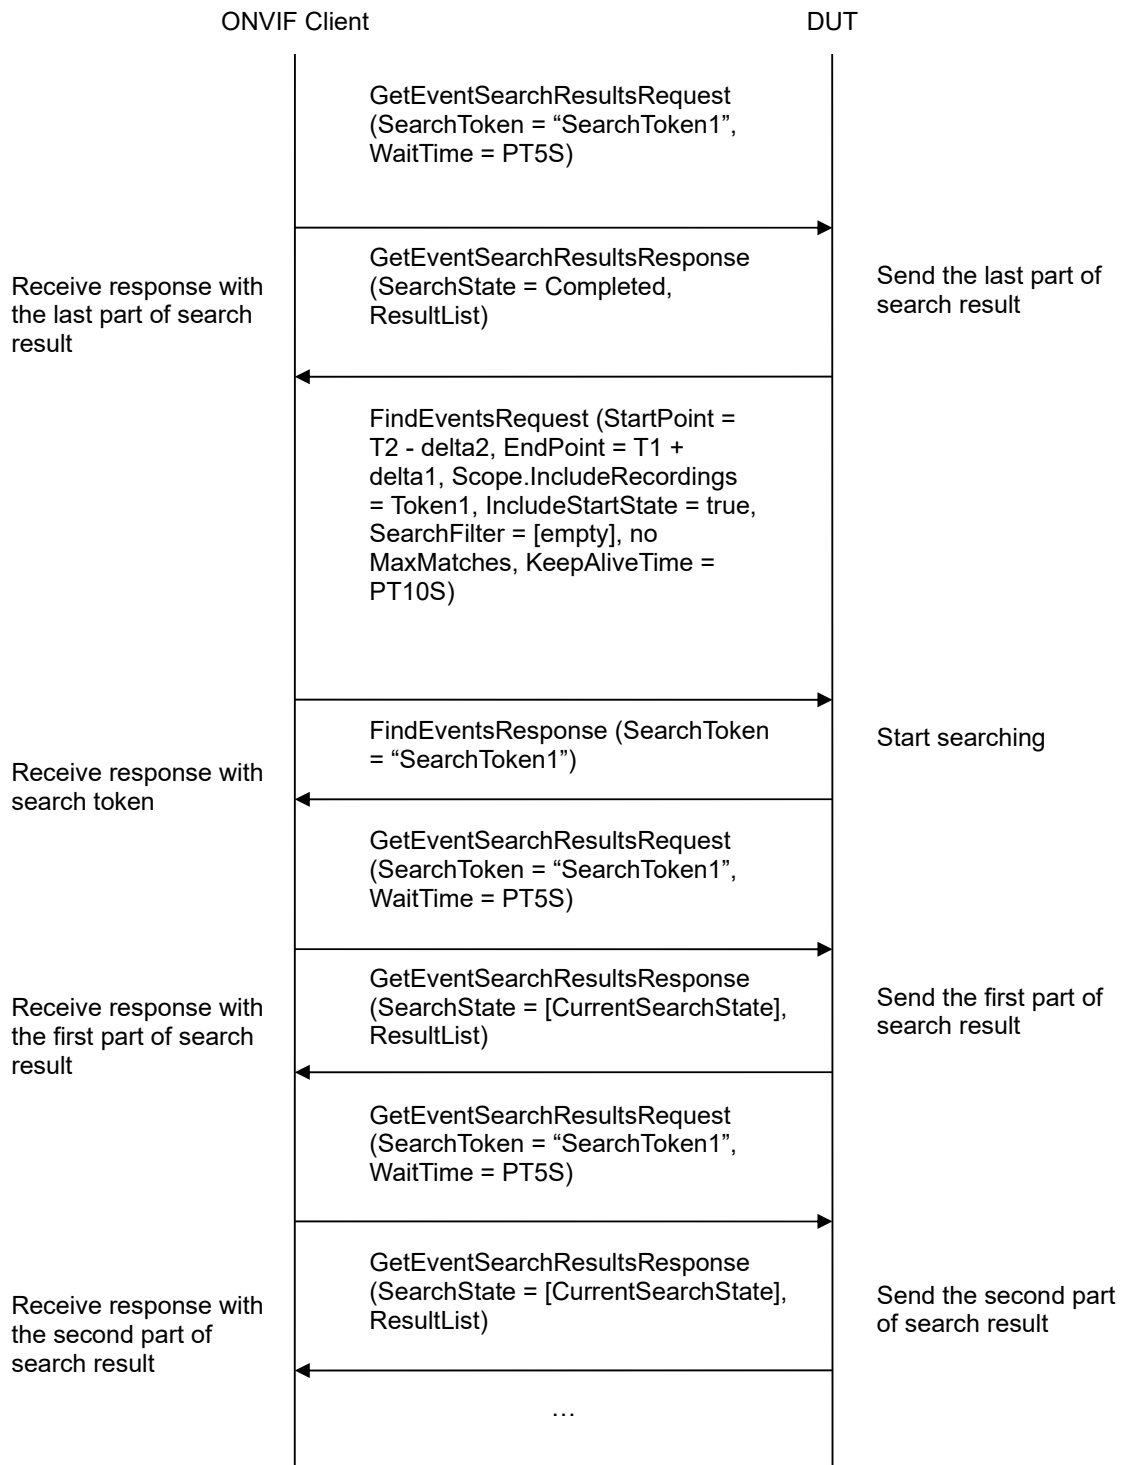 ONVIF Client
DUT
GetEventSearchResultsRequest
(SearchToken = “SearchToken1”,
WaitTime = PT5S)
GetEventSearchResultsResponse
(SearchState = Completed,
ResultList)
Send the last part of
search result
Receive response with
the last part of search
result
FindEventsRequest (StartPoint =
T2 - delta2, EndPoint = T1 +
delta1, Scope.IncludeRecordings
= Token1, IncludeStartState = true,
SearchFilter = [empty], no
MaxMatches, KeepAliveTime =
PT10S)
FindEventsResponse (SearchToken
= “SearchToken1”)
Start searching
Receive response with
search token
GetEventSearchResultsRequest
(SearchToken = “SearchToken1”,
WaitTime = PT5S)
GetEventSearchResultsResponse
(SearchState = [CurrentSearchState],
ResultList)
Send the first part of
search result
Receive response with
the first part of search
result
GetEventSearchResultsRequest
(SearchToken = “SearchToken1”,
WaitTime = PT5S)
GetEventSearchResultsResponse
(SearchState = [CurrentSearchState],
ResultList)
Send the second part
of search result
Receive response with
the second part of
search result
…